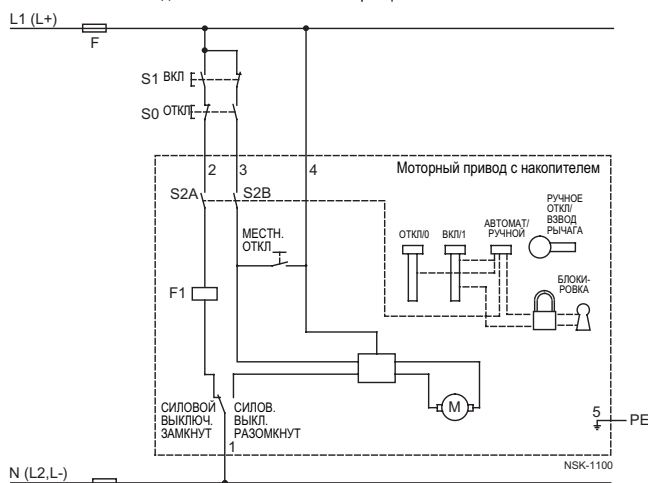 L1 (L+)
F
S1 ВКЛ
S0 ОТКЛ
2
3
4
Моторный привод с накопителем
S2A
S2B
РУЧНОЕ
ОТКЛ/
ВЗВОД
РЫЧАГА
МЕСТН.
ОТКЛ
ОТКЛ/0
ВКЛ/1
АВТОМАТ/
РУЧНОЙ
БЛОКИ-
РОВКА
F1
M
СИЛОВОЙ
ВЫКЛЮЧ.
ЗАМКНУТ
СИЛОВ.
ВЫКЛ.
РАЗОМКНУТ
1
5
PE
NSK-1100
N (L2,L-)